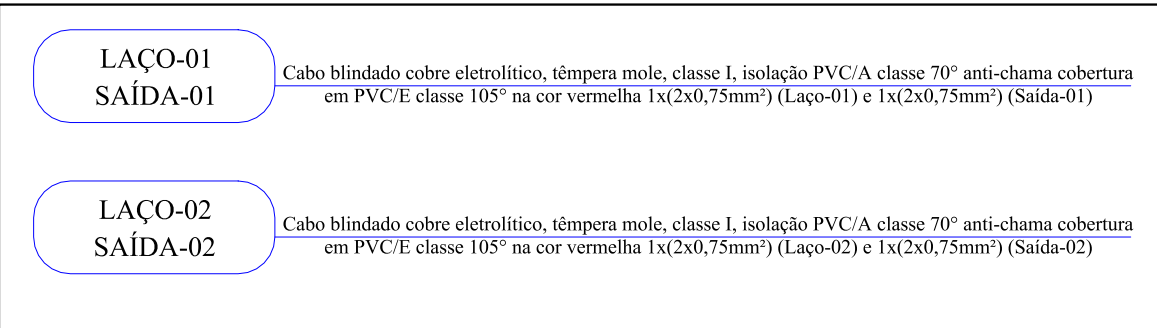 LAÇO-01
SAÍDA-01
Cabo blindado cobre eletrolítico, têmpera mole, classe I, isolação PVC/A classe 70° anti-chama cobertura
em PVC/E classe 105° na cor vermelha 1x(2x0,75mm²) (Laço-01) e 1x(2x0,75mm²) (Saída-01)
LAÇO-02
SAÍDA-02
Cabo blindado cobre eletrolítico, têmpera mole, classe I, isolação PVC/A classe 70° anti-chama cobertura
em PVC/E classe 105° na cor vermelha 1x(2x0,75mm²) (Laço-02) e 1x(2x0,75mm²) (Saída-02)